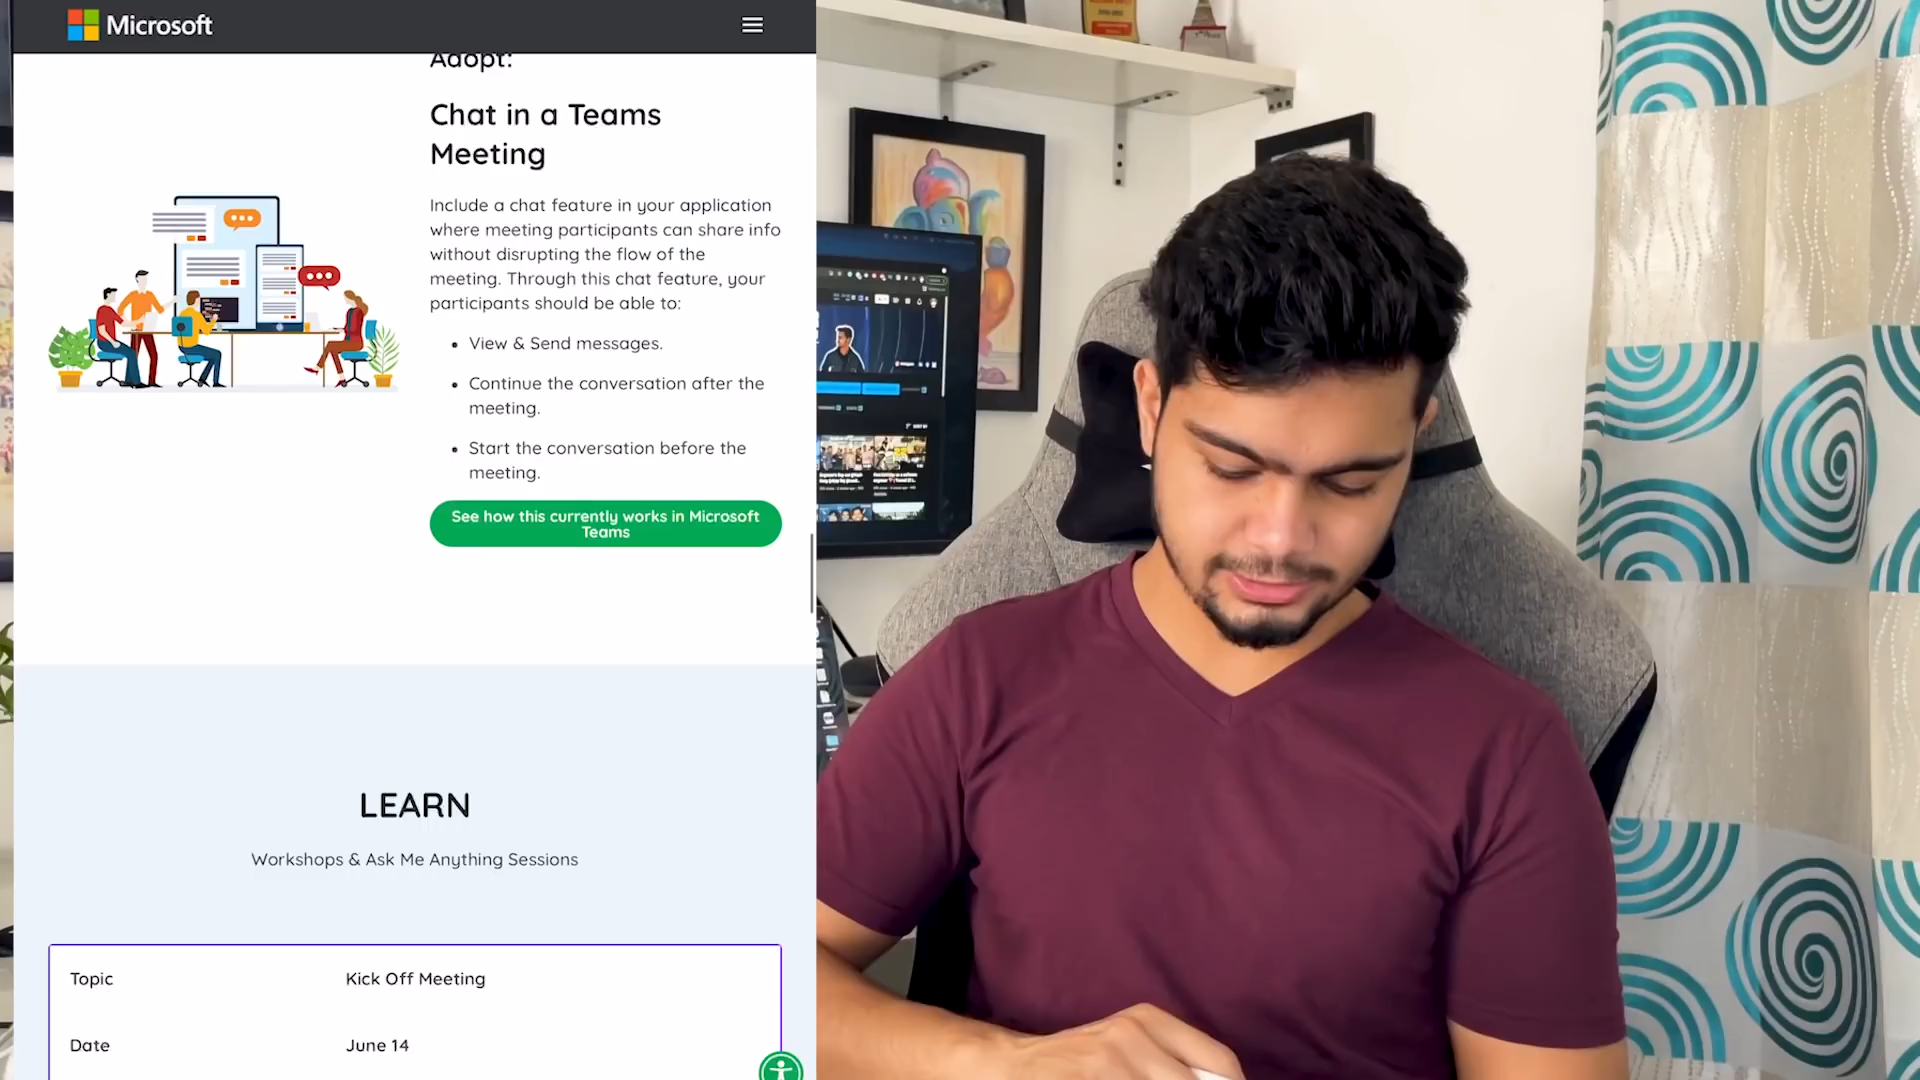 Microsoft
Adopt:
Chat in a Teams
Meeting
Include a chat feature in your application
where meeting participants can share info
without disrupting the flow of the
meeting. Through this chat feature, your
participants should be able to:
View & Send messages.
Continue the conversation after the
meeting.
Start the conversation before the
meeting.
See how this currently works in Microsoft
Teams
LEARN
Workshops & Ask Me Anything Sessions
Topic Kick Off Meeting
Date June 14